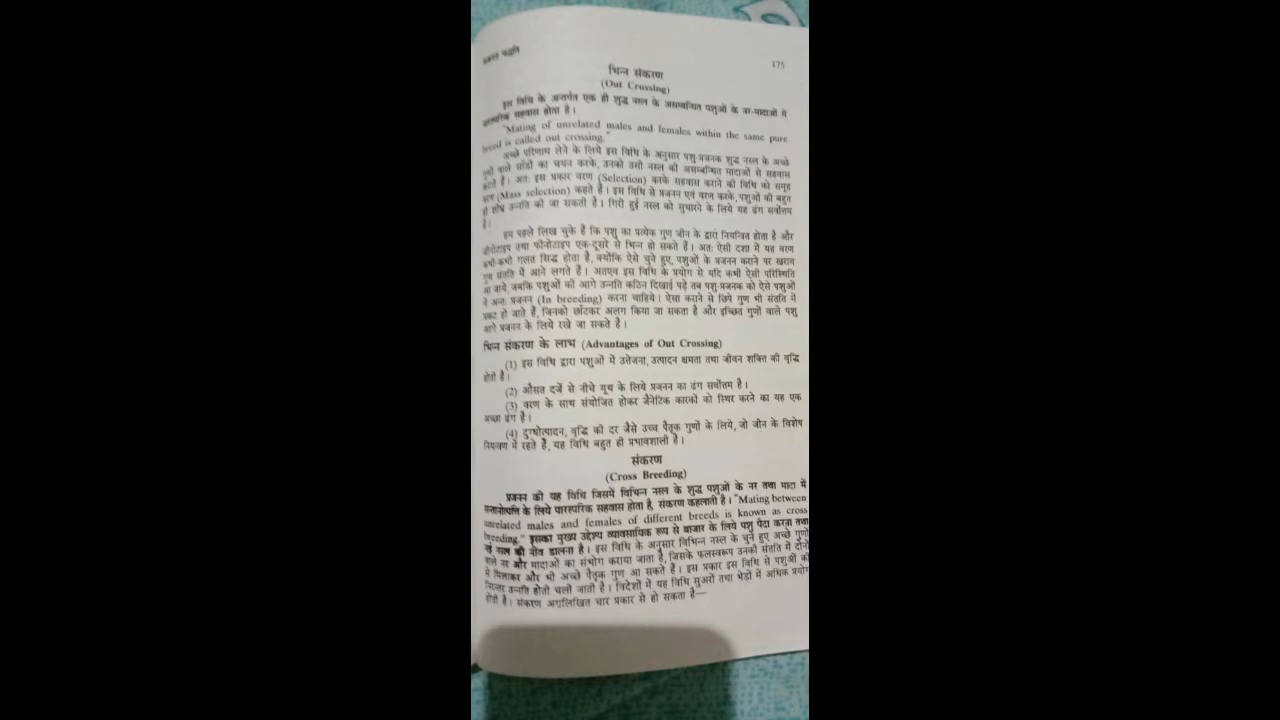 प्रजनन पद्धति
175
भिन्न संकरण
(Out Crossing)
इस विधि के अन्तर्गत एक ही शुद्ध नस्ल के असम्बन्धित पशुओं के नर-मादाओं में
पारस्परिक सहवास होता है।
"Mating of unrelated males and females within the same pure
breed is called out crossing."
अच्छे परिणाम लेने के लिये इस विधि के अनुसार पशु-प्रजनक शुद्ध नस्ल के अच्छे
गुणों वाले साँडों का चयन करके, उनको उसी नस्ल की असम्बन्धित मादाओं से सहवास
कराते हैं। अतः इस प्रकार वरण (Selection) करके सहवास कराने की विधि को समूह
वरण (Mass selection) कहते हैं। इस विधि से प्रजनन एवं वरण करके, पशुओं की बहुत
ही शीघ्र उन्नति की जा सकती है। गिरी हुई नस्ल को सुधारने के लिये यह ढंग सर्वोत्तम
है।
हम पहले लिख चुके हैं कि पशु का प्रत्येक गुण जीन के द्वारा नियन्त्रित होता है और
जीनोटाइप तथा फीनोटाइप एक-दूसरे से भिन्न हो सकते हैं। अतः ऐसी दशा में यह वरण
कभी-कभी गलत सिद्ध होता है, क्योंकि ऐसे चुने हुए, पशुओं के प्रजनन कराने पर खराब
गुण संतति में आने लगते हैं। अतएव इस विधि के प्रयोग से यदि कभी ऐसी परिस्थिति
आ जाये, जबकि पशुओं की आगे उन्नति कठिन दिखाई पड़े तब पशु-प्रजनक को ऐसे पशुओं
में अन्तः प्रजनन (In breeding) करना चाहिये। ऐसा कराने से छिपे गुण भी संतति में
प्रकट हो जाते हैं, जिनको छाँटकर अलग किया जा सकता है और इच्छित गुणों वाले पशु
आगे प्रजनन के लिये रखे जा सकते है।
भिन्न संकरण के लाभ (Advantages of Out Crossing)
(1) इस विधि द्वारा पशुओं में उत्तेजना, उत्पादन क्षमता तथा जीवन शक्ति की वृद्धि
होती है।
(2) औसत दर्जे से नीचे यूथ के लिये प्रजनन का ढंग सर्वोत्तम है।
(3) वरण के साथ संयोजित होकर जैनेटिक कारकों को स्थिर करने का यह एक
अच्छा ढंग है।
(4) दुग्धोत्पादन, वृद्धि की दर जैसे उच्च पैतृक गुणों के लिये, जो जीन के विशेष
नियन्त्रण में रहते हैं, यह विधि बहुत ही प्रभावशाली है।
संकरण
(Cross Breeding)
प्रजनन की यह विधि जिसमें विभिन्न नस्ल के शुद्ध पशुओं के नर तथा मादा में
सन्तानोत्पत्ति के लिये पारस्परिक सहवास होता है, संकरण कहलाती है। "Mating between
unrelated males and females of different breeds is known as cross
breeding." इसका मुख्य उद्देश्य व्यावसायिक रूप से बाजार के लिये पशु पैदा करना तथा
नई नस्ल की नींव डालना है। इस विधि के अनुसार विभिन्न नस्ल के चुने हुए अच्छे गुणों
वाले नर और मादाओं का संभोग कराया जाता है, जिसके फलस्वरूप उनकी संतति में दोनों
से मिलाकर और भी अच्छे पैतृक गुण आ सकते हैं। इस प्रकार इस विधि से पशुओं की
निरन्तर उन्नति होती चली जाती है। विदेशों में यह विधि सुअरों तथा भेड़ों में अधिक प्रयोग
होती है। संकरण अग्रलिखित चार प्रकार से हो सकता है—